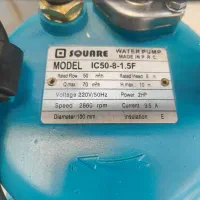 SQUARE WATER PUMP
MADE IN P.R.C.
MODEL IC50-8-1.5F
Rated Flow 50 m³/h Rated Head 8 m
Q.max 70 m³/h H.max 10 m
Voltage 220V/50Hz Power 2HP
Speed 2860 rpm Current 9.5 A
Diameter 100 mm Insulation E